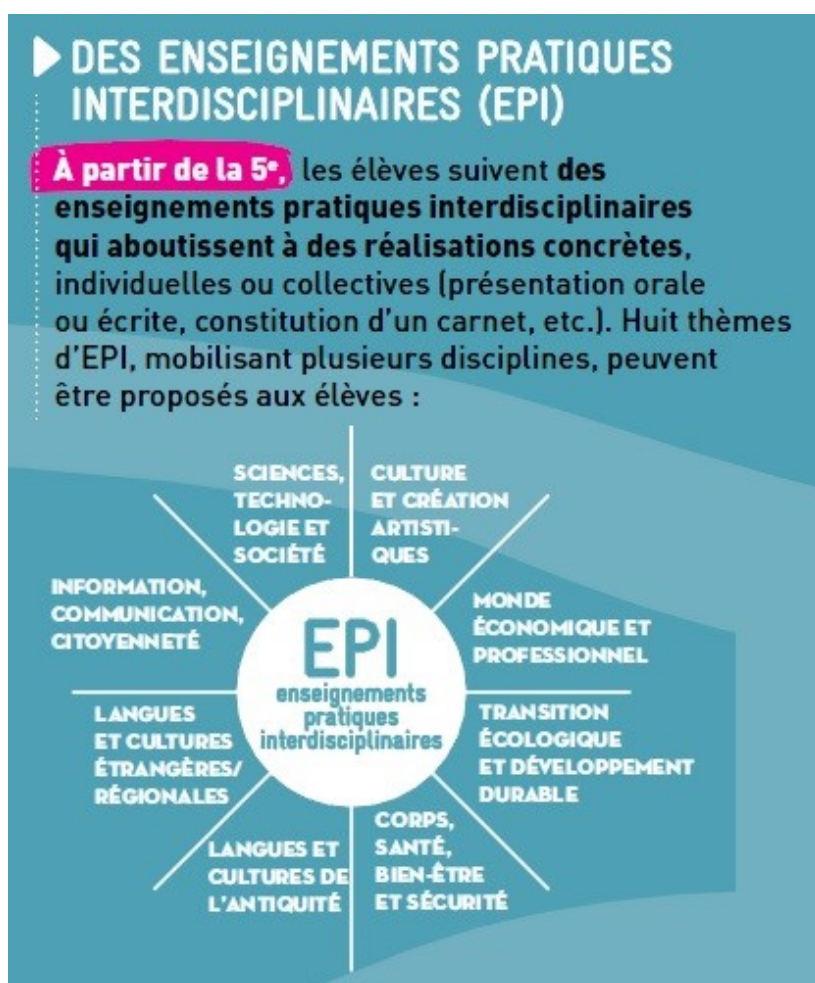 DES ENSEIGNEMENTS PRATIQUES
INTERDISCIPLINAIRES (EPI)
À partir de la 5e, les élèves suivent des
enseignements pratiques interdisciplinaires
qui aboutissent à des réalisations concrètes,
individuelles ou collectives (présentation orale
ou écrite, constitution d'un carnet, etc.). Huit thèmes
d'EPI, mobilisant plusieurs disciplines, peuvent
être proposés aux élèves :
SCIENCES,
TECHNO-
LOGIE ET
SOCIÉTÉ
CULTURE
ET CRÉATION
ARTISTI-
QUES
INFORMATION,
COMMUNICATION,
CITOYENNETÉ
MONDE
ÉCONOMIQUE ET
PROFESSIONNEL
EPI
enseignements
pratiques
interdisciplinaires
LANGUES
ET CULTURES
ÉTRANGÈRES/
RÉGIONALES
TRANSITION
ÉCOLOGIQUE
ET DÉVELOPPEMENT
DURABLE
LANGUES ET
CULTURES DE
L'ANTIQUITÉ
CORPS,
SANTÉ,
BIEN-ÊTRE
ET SÉCURITÉ